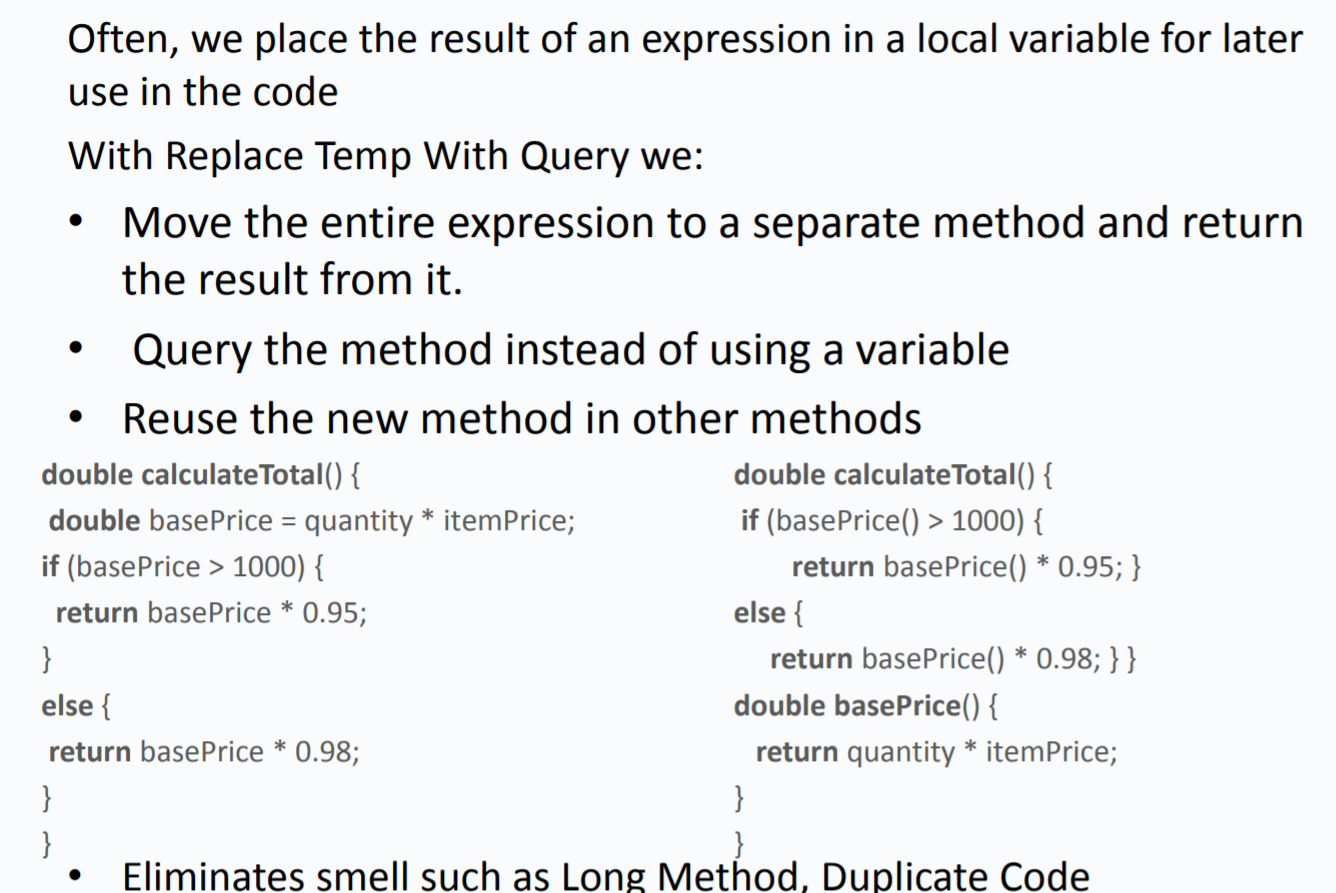 Often, we place the result of an expression in a local variable for later
use in the code
With Replace Temp With Query we:
• Move the entire expression to a separate method and return
the result from it.
• Query the method instead of using a variable
• Reuse the new method in other methods
double calculateTotal() {
double basePrice = quantity * itemPrice;
if (basePrice > 1000) {
return basePrice * 0.95;
}
else {
return basePrice * 0.98;
}
}
double calculateTotal() {
if (basePrice() > 1000) {
return basePrice() * 0.95; }
else {
return basePrice() * 0.98; } }
double basePrice() {
return quantity * itemPrice;
}
}
• Eliminates smell such as Long Method, Duplicate Code